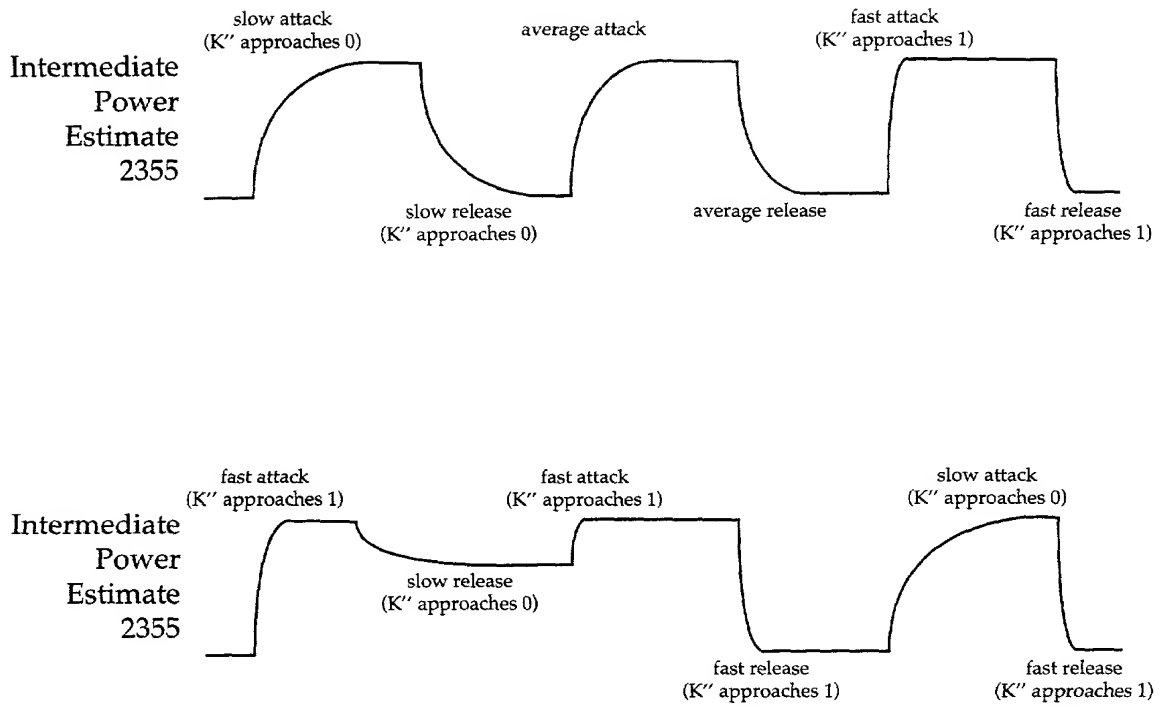 slow attack
(K'' approaches 0)
average attack
fast attack
(K'' approaches 1)
Intermediate
Power
Estimate
2355
slow release
(K'' approaches 0)
average release
fast release
(K'' approaches 1)
fast attack
(K'' approaches 1)
fast attack
(K'' approaches 1)
slow attack
(K'' approaches 0)
Intermediate
Power
Estimate
2355
slow release
(K'' approaches 0)
fast release
(K'' approaches 1)
fast release
(K'' approaches 1)